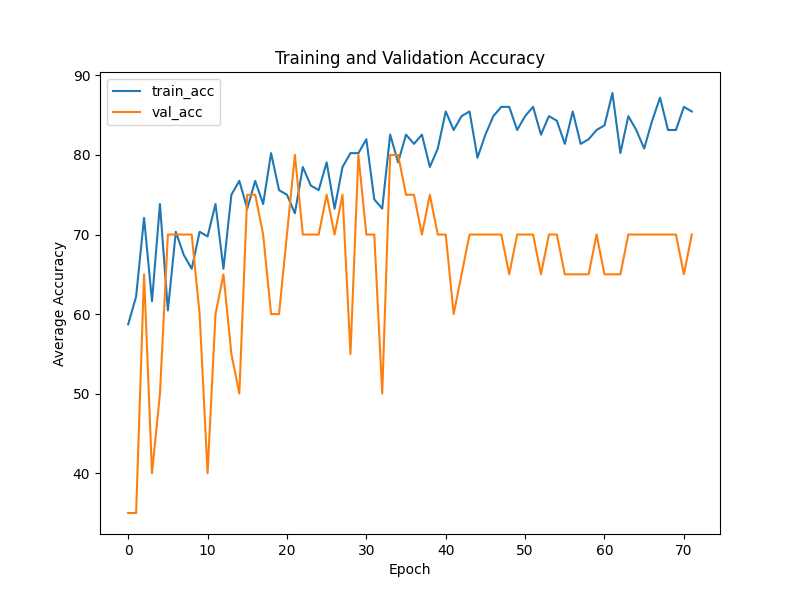 Training and Validation Accuracy
train_acc
val_acc
90
80
70
60
50
40
Average Accuracy
0 10 20 30 40 50 60 70
Epoch